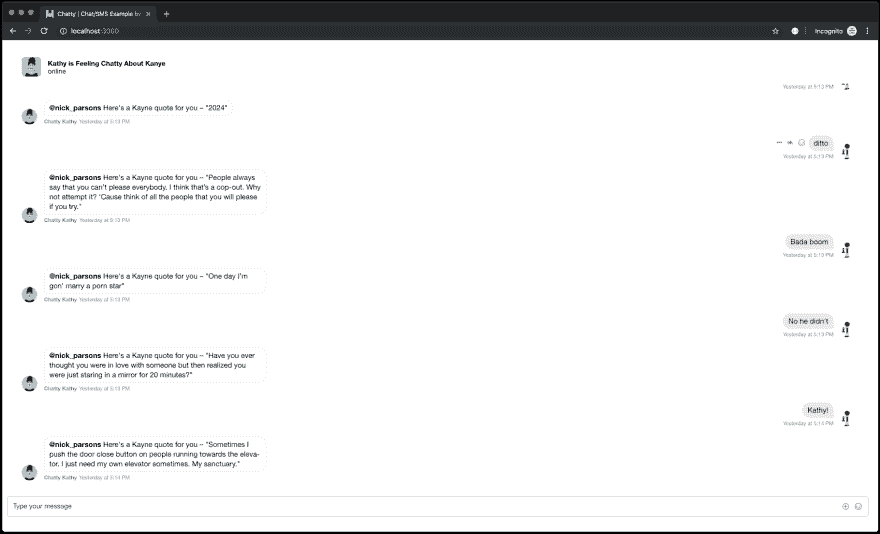 Chatty | Chat/SMS Example by
localhost:3000
Incognito
Kathy is Feeling Chatty About Kanye
online
Yesterday at 5:13 PM
@nick_parsons Here's a Kayne quote for you -- "2024"
Chatty Kathy Yesterday at 5:13 PM
ditto
Yesterday at 5:13 PM
@nick_parsons Here's a Kayne quote for you -- "People always
say that you can't please everybody. I think that's a cop-out. Why
not attempt it? 'Cause think of all the people that you will please
if you try."
Chatty Kathy Yesterday at 5:13 PM
Bada boom
Yesterday at 5:13 PM
@nick_parsons Here's a Kayne quote for you -- "One day I'm
gon' marry a porn star"
Chatty Kathy Yesterday at 5:13 PM
No he didn't
Yesterday at 5:13 PM
@nick_parsons Here's a Kayne quote for you -- "Have you ever
thought you were in love with someone but then realized you
were just staring in a mirror for 20 minutes?"
Chatty Kathy Yesterday at 5:13 PM
Kathy!
Yesterday at 5:14 PM
@nick_parsons Here's a Kayne quote for you -- "Sometimes I
push the door close button on people running towards the eleva-
tor. I just need my own elevator sometimes. My sanctuary."
Chatty Kathy Yesterday at 5:14 PM
Type your message